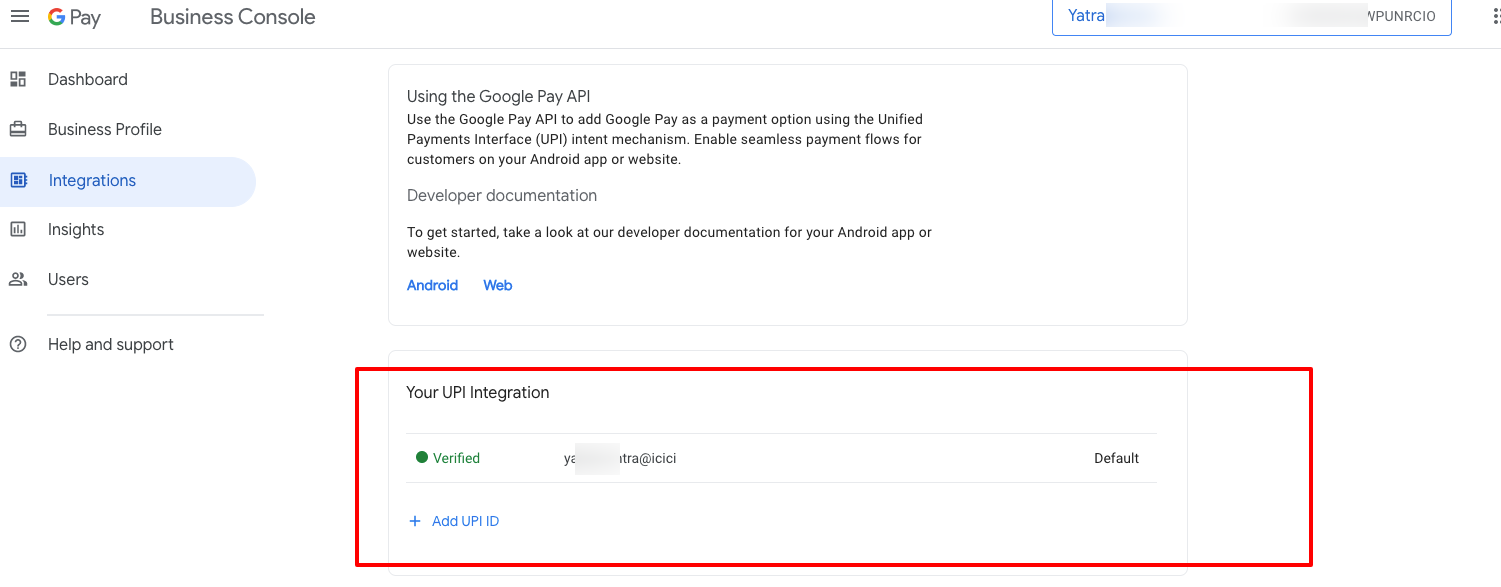 G Pay Business Console
Yatra
WPUNRCIO
Dashboard
Business Profile
Integrations
Insights
Users
Help and support
Using the Google Pay API
Use the Google Pay API to add Google Pay as a payment option using the Unified
Payments Interface (UPI) intent mechanism. Enable seamless payment flows for
customers on your Android app or website.
Developer documentation
To get started, take a look at our developer documentation for your Android app or
website.
Android Web
Your UPI Integration
Verified
tra@icici
Default
+ Add UPI ID